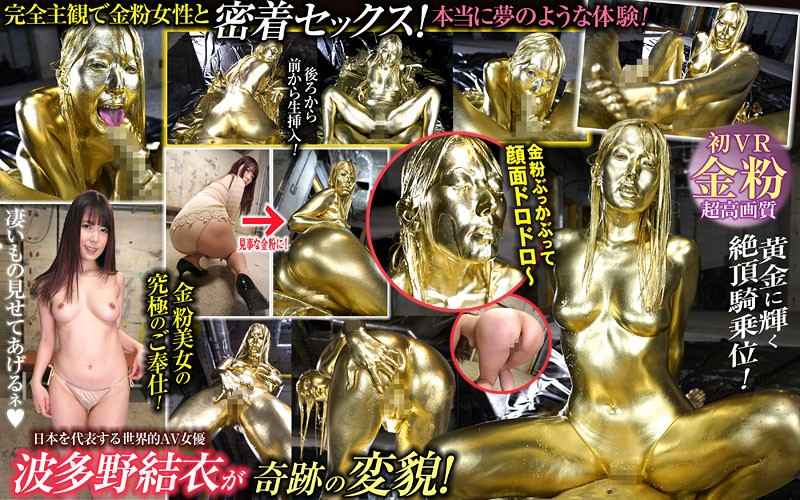 完全主観で金粉女性と密着セックス!本当に夢のような体験!
後ろから
前から生挿入!
初VR
金粉
超高画質
金粉ぶっかぶって
顔面ドロドロ～
見事な金粉に!
黄金に輝く
絶頂騎乗位!
凄いもの見せてあげるネ♥
金粉美女の
究極のご奉仕!
日本を代表する世界的AV女優
波多野結衣が奇跡の変貌!